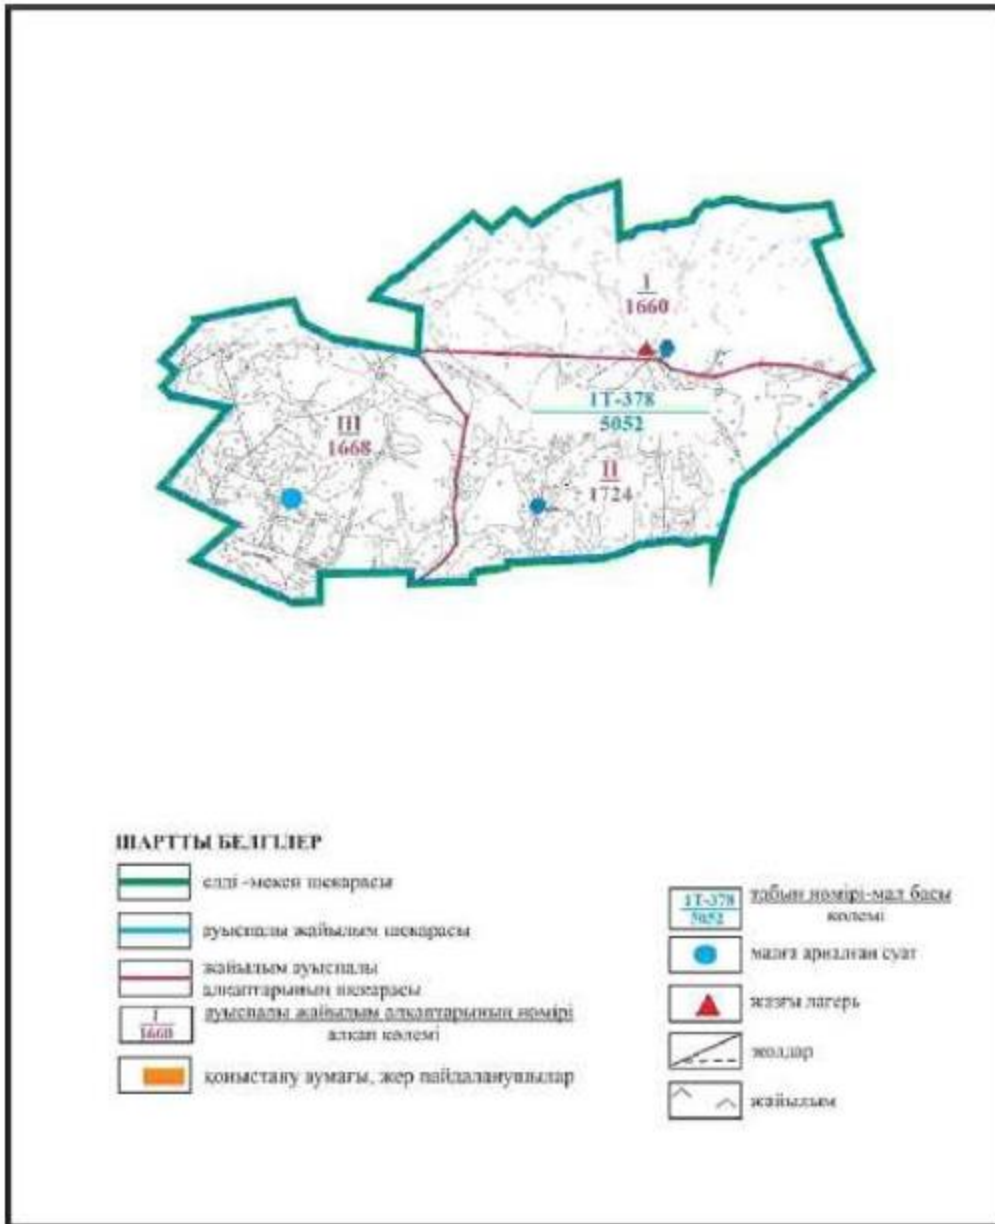 I
1660
1Т-378
5052
III
1668
II
1724
ШАРТТЫ БЕЛГІЛЕР
елді -мекен шекарасы
ауыспалы жайылым шекарасы
жайылым ауыспалы
алқаптарының шекарасы
I
1660
ауыспалы жайылым алқаптарының нөмірі
алқап көлемі
қоныстану аумағы, жер пайдаланушылар
1Т-378
5052
табын нөмірі-мал басы
көлемі
малға арналған суат
жазғы лагерь
жолдар
жайылым